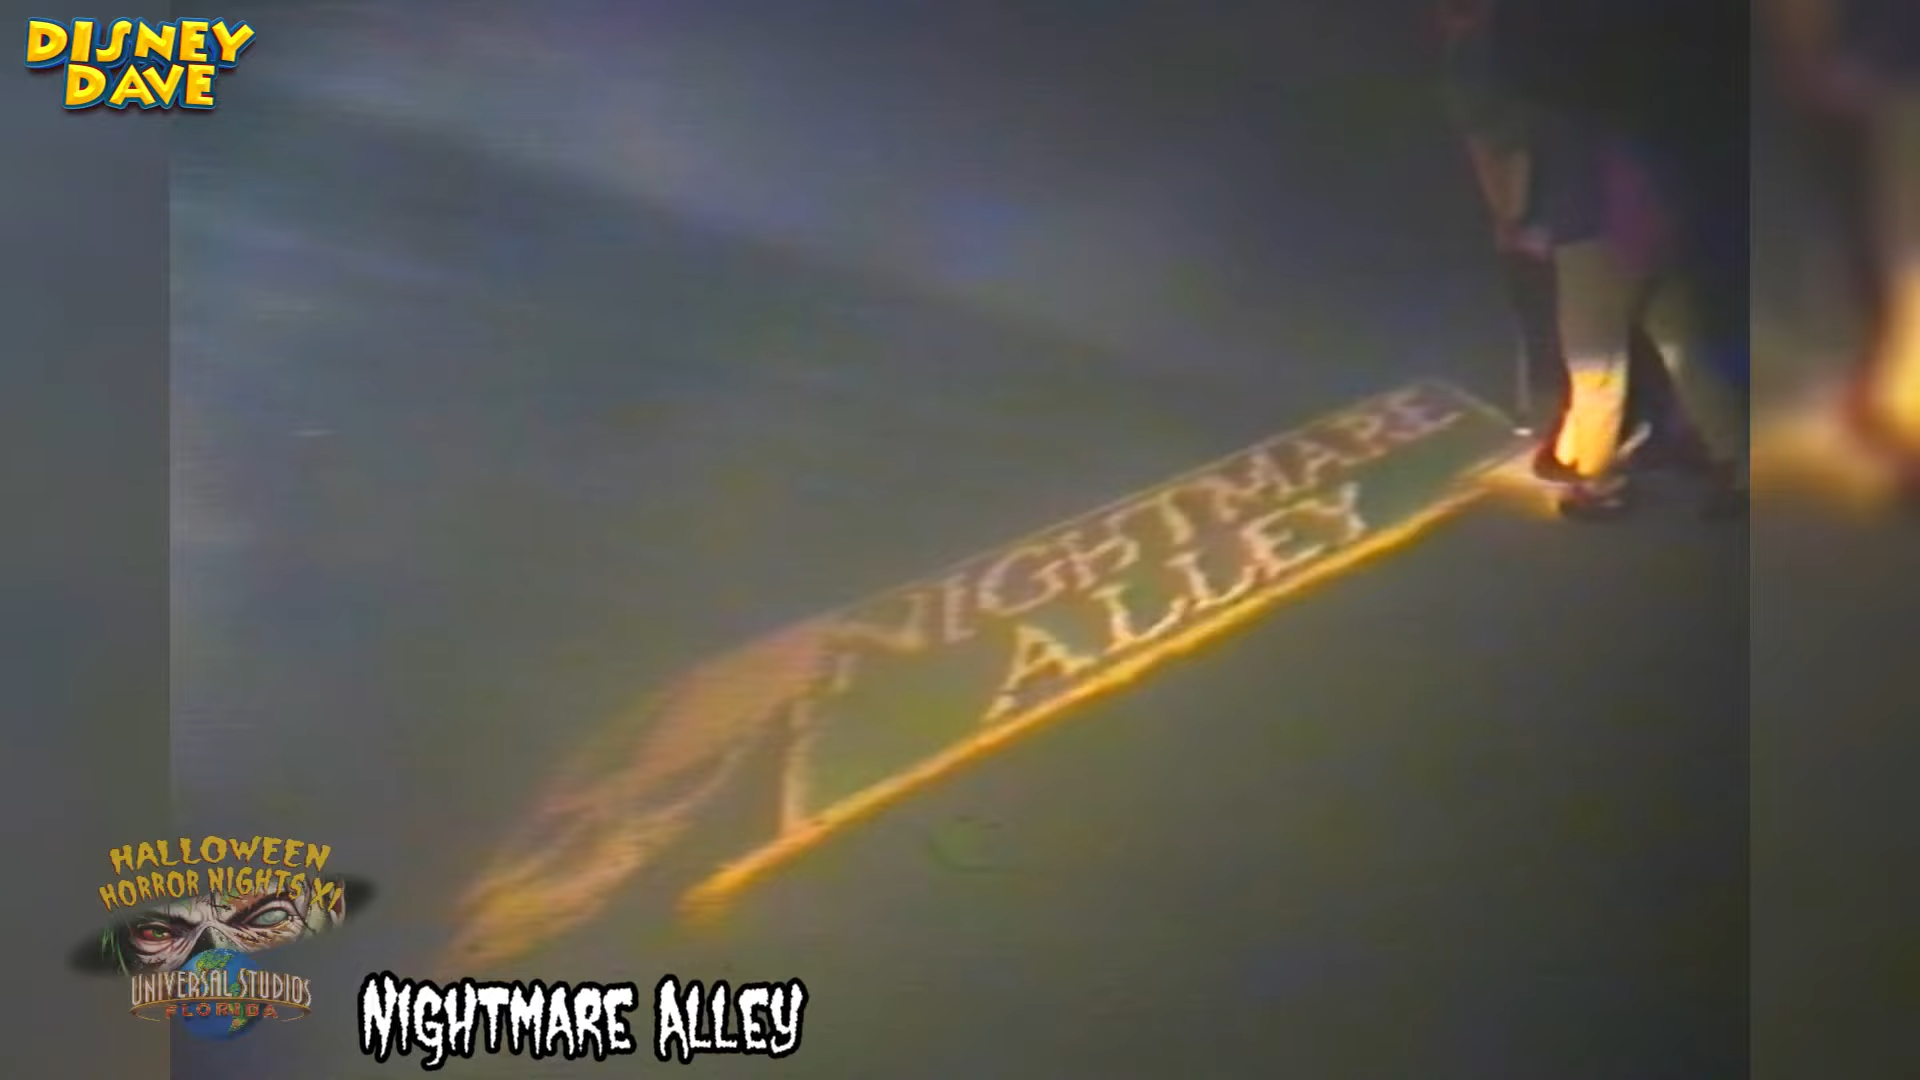 DISNEY
DAVE
NIGHTMARE
ALLEY
HALLOWEEN
HORROR NIGHTS XI
UNIVERSAL STUDIOS
FLORIDA
NIGHTMARE ALLEY